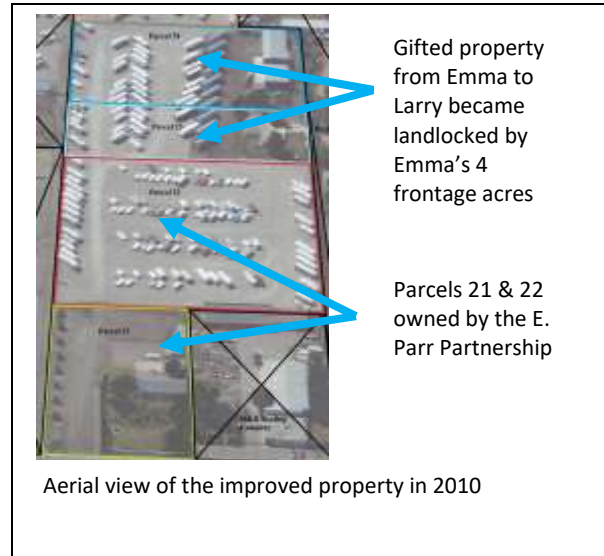 Gifted property
from Emma to
Larry became
landlocked by
Emma's 4
frontage acres
Parcels 21 & 22
owned by the E.
Parr Partnership
Aerial view of the improved property in 2010